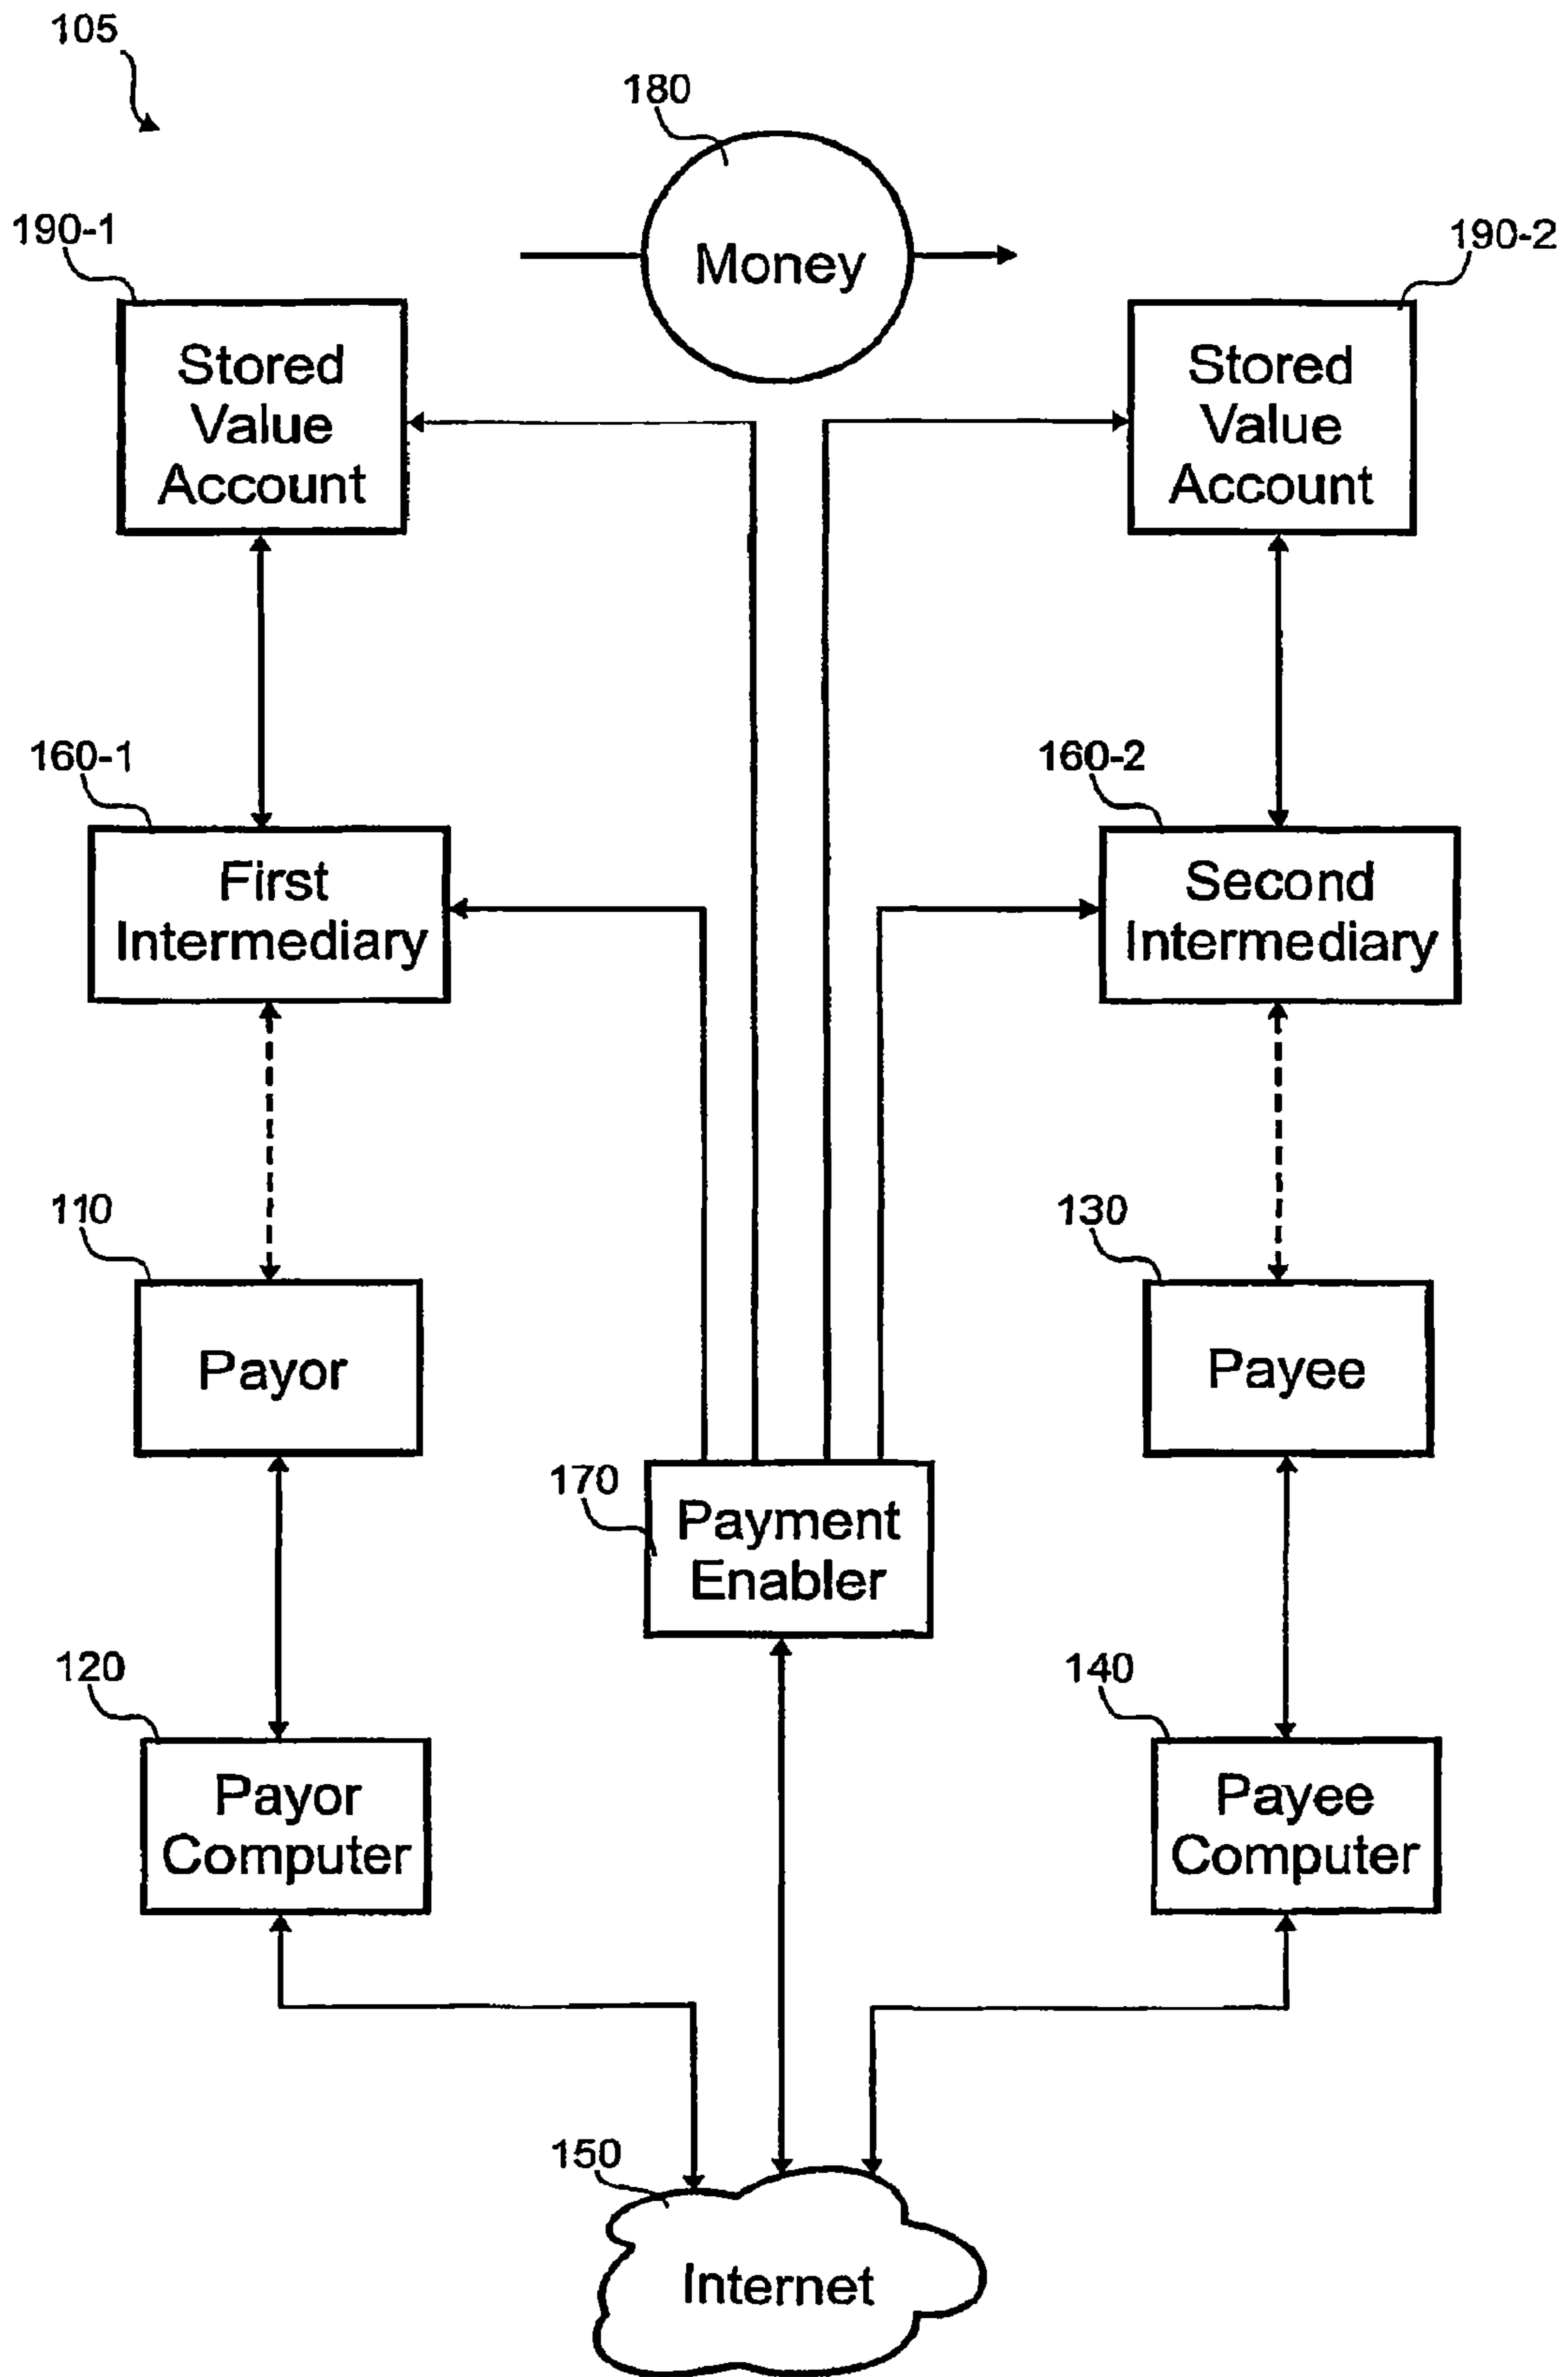 105
180
190-1
190-2
Money
Stored
Value
Account
Stored
Value
Account
160-1
160-2
First
Intermediary
Second
Intermediary
110
130
Payor
Payee
170
Payment
Enabler
120
140
Payor
Computer
Payee
Computer
150
Internet